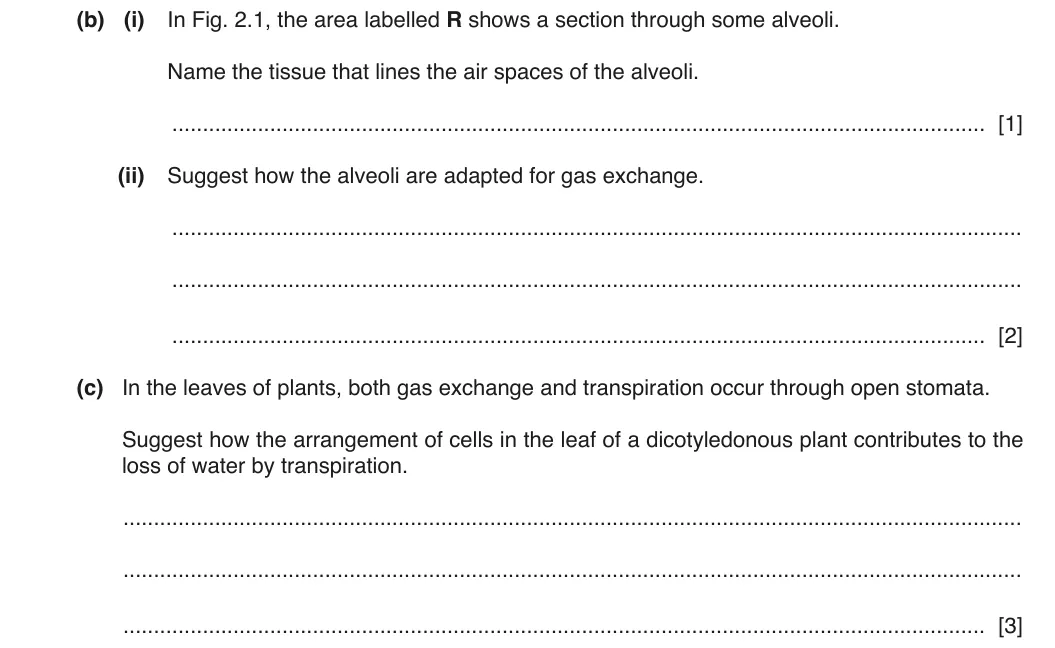 (b) (i) In Fig. 2.1, the area labelled R shows a section through some alveoli.
Name the tissue that lines the air spaces of the alveoli.
.................................................................................................................................... [1]
(ii) Suggest how the alveoli are adapted for gas exchange.
..........................................................................................................................................
..........................................................................................................................................
.................................................................................................................................... [2]
(c) In the leaves of plants, both gas exchange and transpiration occur through open stomata.
Suggest how the arrangement of cells in the leaf of a dicotyledonous plant contributes to the
loss of water by transpiration.
..................................................................................................................................................
..................................................................................................................................................
............................................................................................................................................ [3]